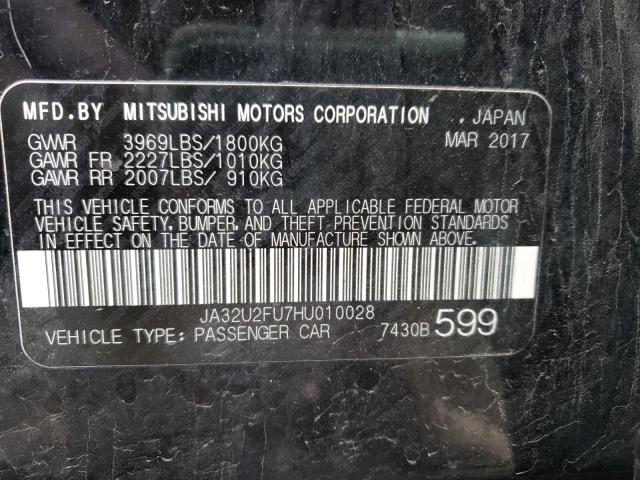 MFD.BY MITSUBISHI MOTORS CORPORATION ., JAPAN
GVWR 3969LBS/1800KG MAR 2017
GAWR FR 2227LBS/1010KG
GAWR RR 2007LBS/ 910KG
THIS VEHICLE CONFORMS TO ALL APPLICABLE FEDERAL MOTOR
VEHICLE SAFETY, BUMPER, AND THEFT PREVENTION STANDARDS
IN EFFECT ON THE DATE OF MANUFACTURE SHOWN ABOVE.
JA32U2FU7HU010028
VEHICLE TYPE: PASSENGER CAR 7430B 599